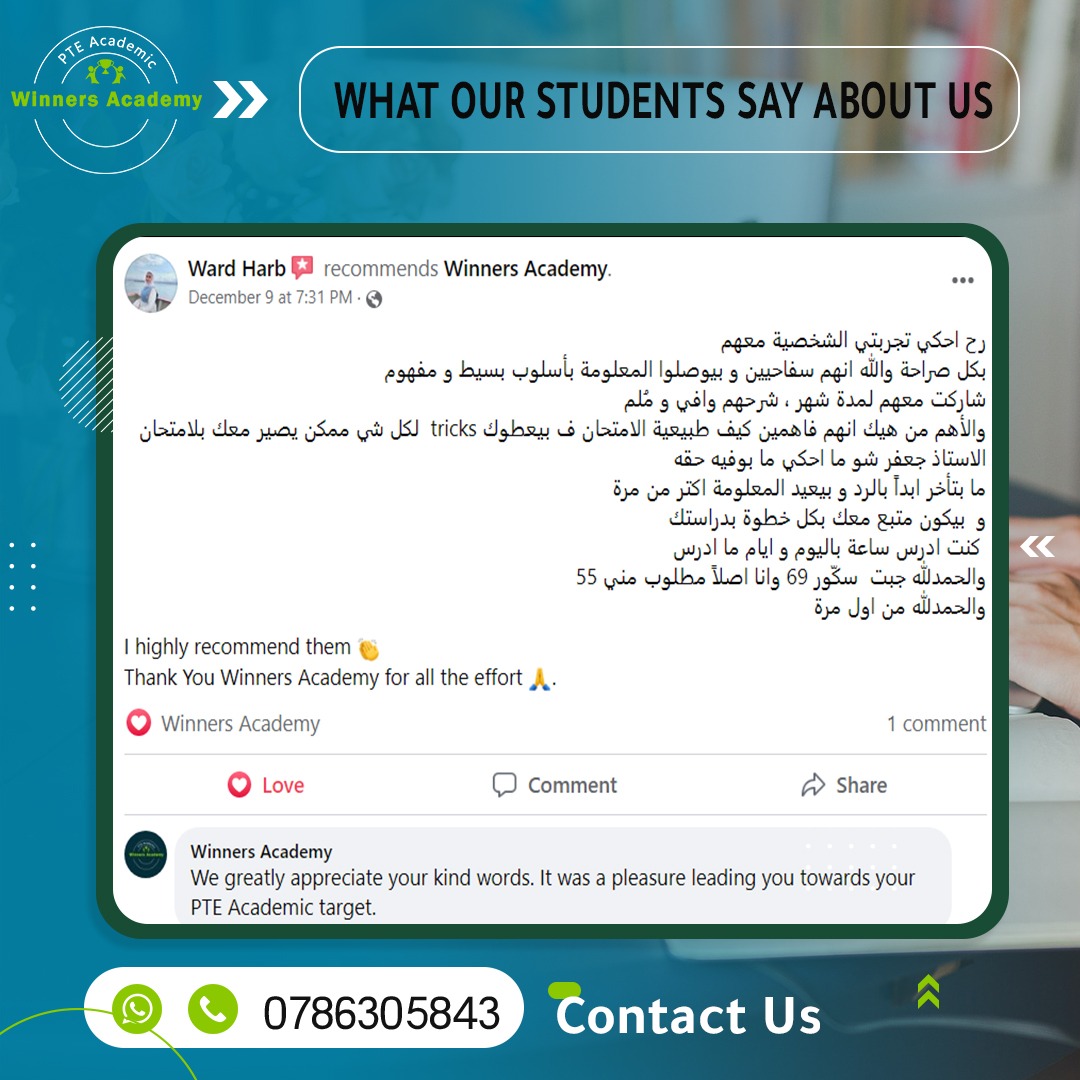 PTE Academic
Winners Academy
WHAT OUR STUDENTS SAY ABOUT US
Ward Harb recommends Winners Academy.
December 9 at 7:31 PM ·
رح احكي تجربتي الشخصية معهم
بكل صراحة والله انهم سفاحيين و بيوصلوا المعلومة بأسلوب بسيط و مفهوم
شاركت معهم لمدة شهر ، شرحهم وافي و مُلم
والأهم من هيك انهم فاهمين كيف طبيعية الامتحان ف بيعطوك tricks لكل شي ممكن يصير معك بلامتحان
الاستاذ جعفر شو ما احكي ما بوفيه حقه
ما بتأخر ابداً بالرد و بيعيد المعلومة اكتر من مرة
و بيكون متبع معك بكل خطوة بدراستك
كنت ادرس ساعة باليوم و ايام ما ادرس
والحمدلله جبت سكّور 69 وانا اصلاً مطلوب مني 55
والحمدلله من اول مرة
I highly recommend them 👏
Thank You Winners Academy for all the effort 🙏.
Winners Academy
1 comment
Love
Comment
Share
Winners Academy
We greatly appreciate your kind words. It was a pleasure leading you towards your
PTE Academic target.
0786305843
Contact Us